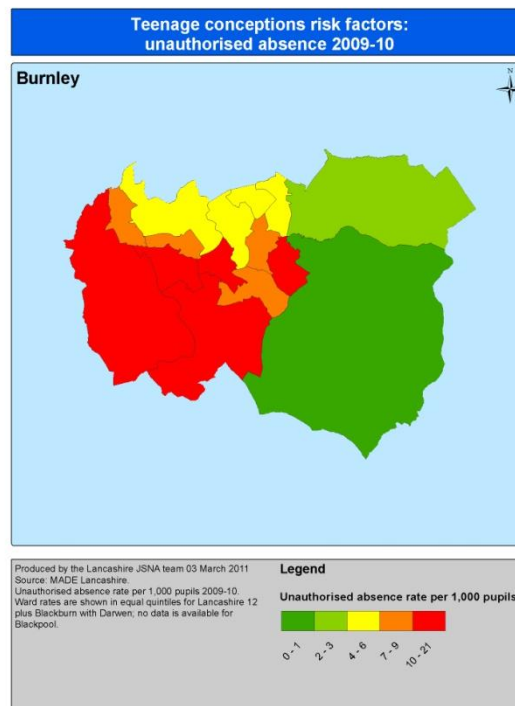 Teenage conceptions risk factors:
unauthorised absence 2009-10
Burnley
N
Produced by the Lancashire JSNA team 03 March 2011
Source: MADE Lancashire.
Unauthorised absence rate per 1,000 pupils 2009-10.
Ward rates are shown in equal quintiles for Lancashire 12
plus Blackburn with Darwen; no data is available for
Blackpool.
Legend
Unauthorised absence rate per 1,000 pupils
0 - 1
2 - 3
4 - 6
7 - 9
10 - 21